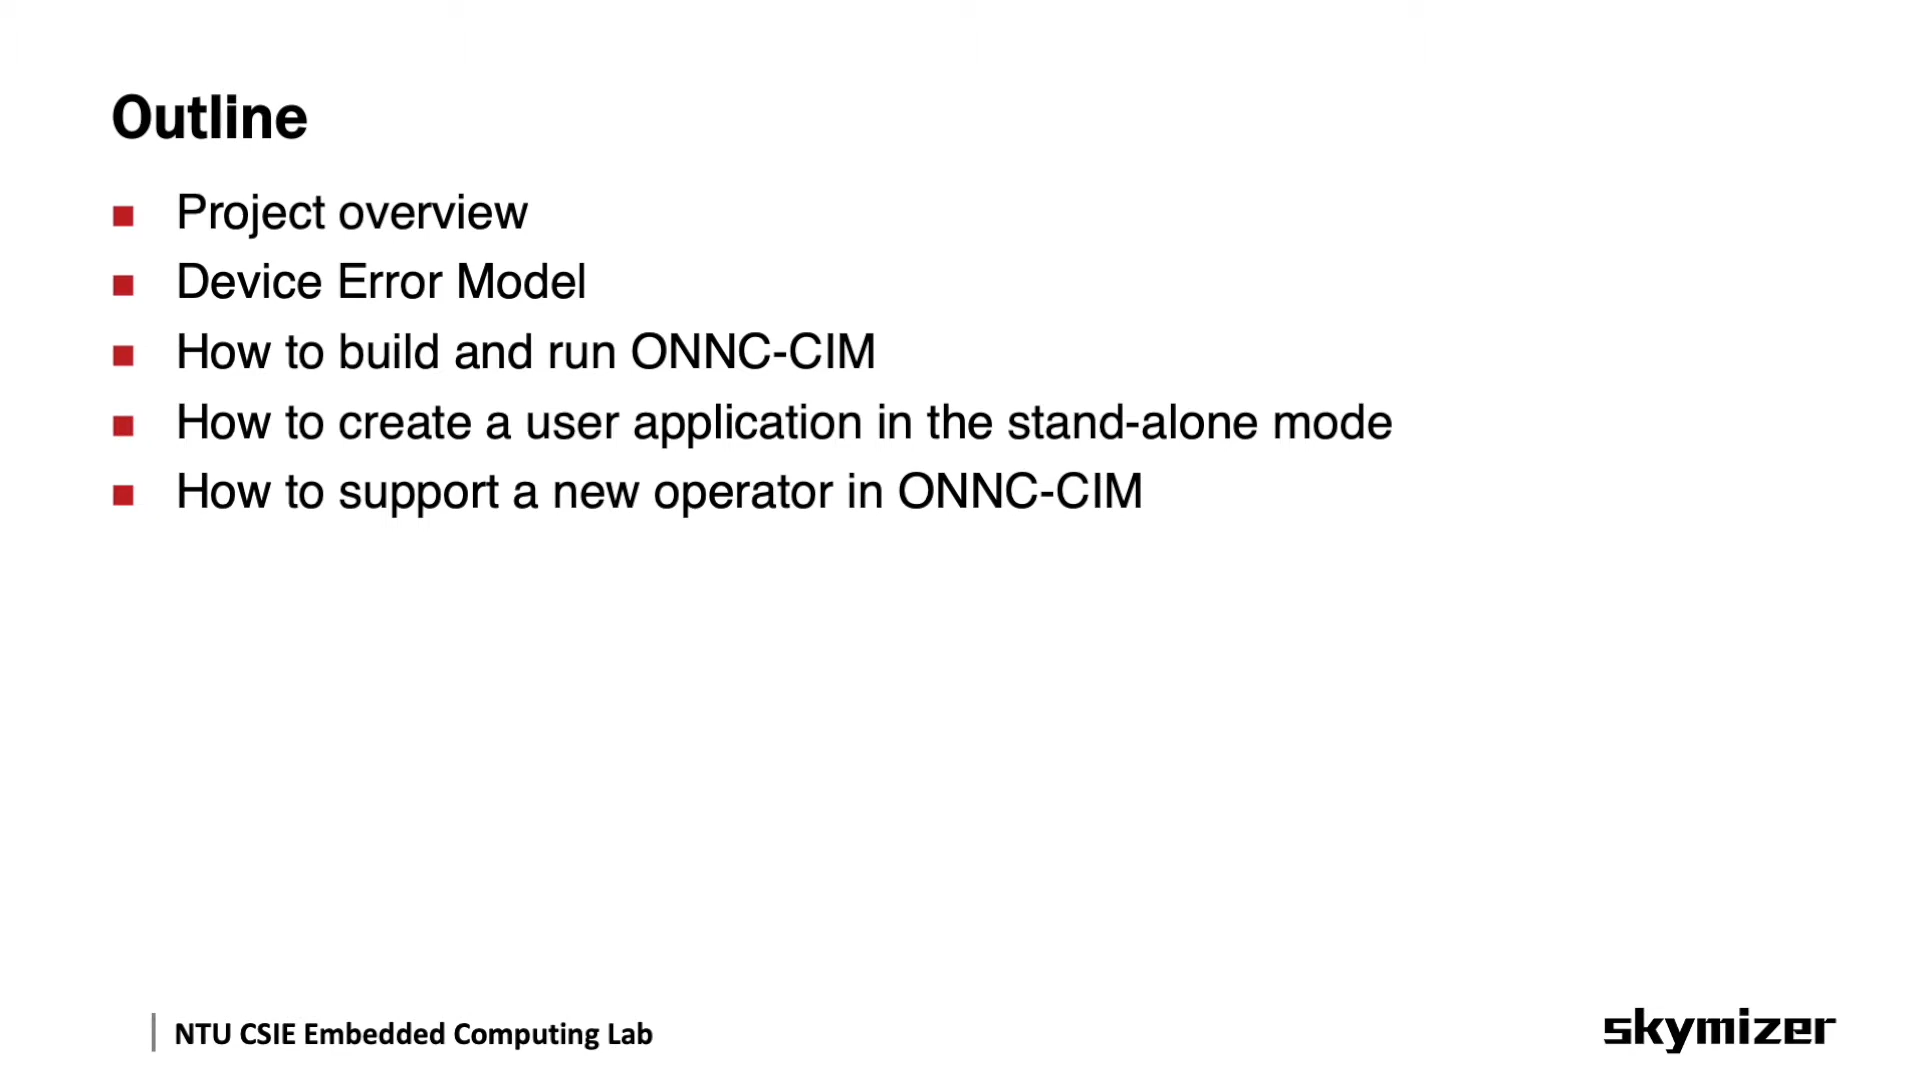 Outline
Project overview
Device Error Model
How to build and run ONNC-CIM
How to create a user application in the stand-alone mode
How to support a new operator in ONNC-CIM
NTU CSIE Embedded Computing Lab
skymizer